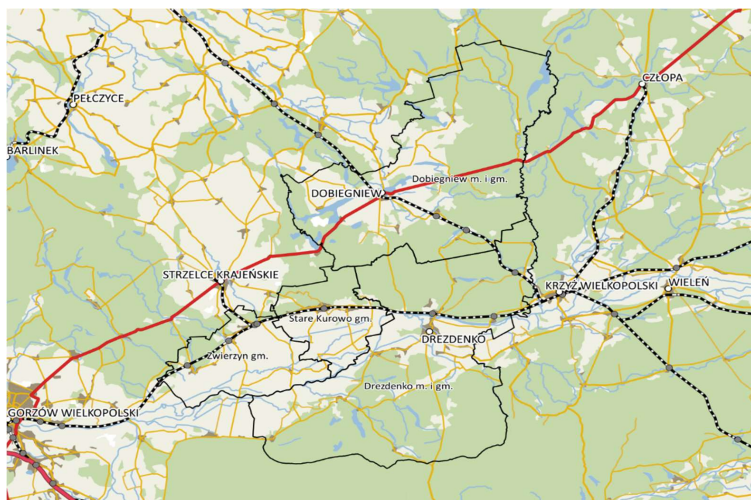 CZŁOPA
PEŁCZYCE
BARLINEK
Dobiegniew m. i gm.
DOBIEGNIEW
STRZELCE KRAJEŃSKIE
KRZYŻ WIELKOPOLSKI
WIELEŃ
Stare Kurowo gm.
DREZDENKO
Zwierzyn gm.
Drezdenko m. i gm.
GORZÓW WIELKOPOLSKI